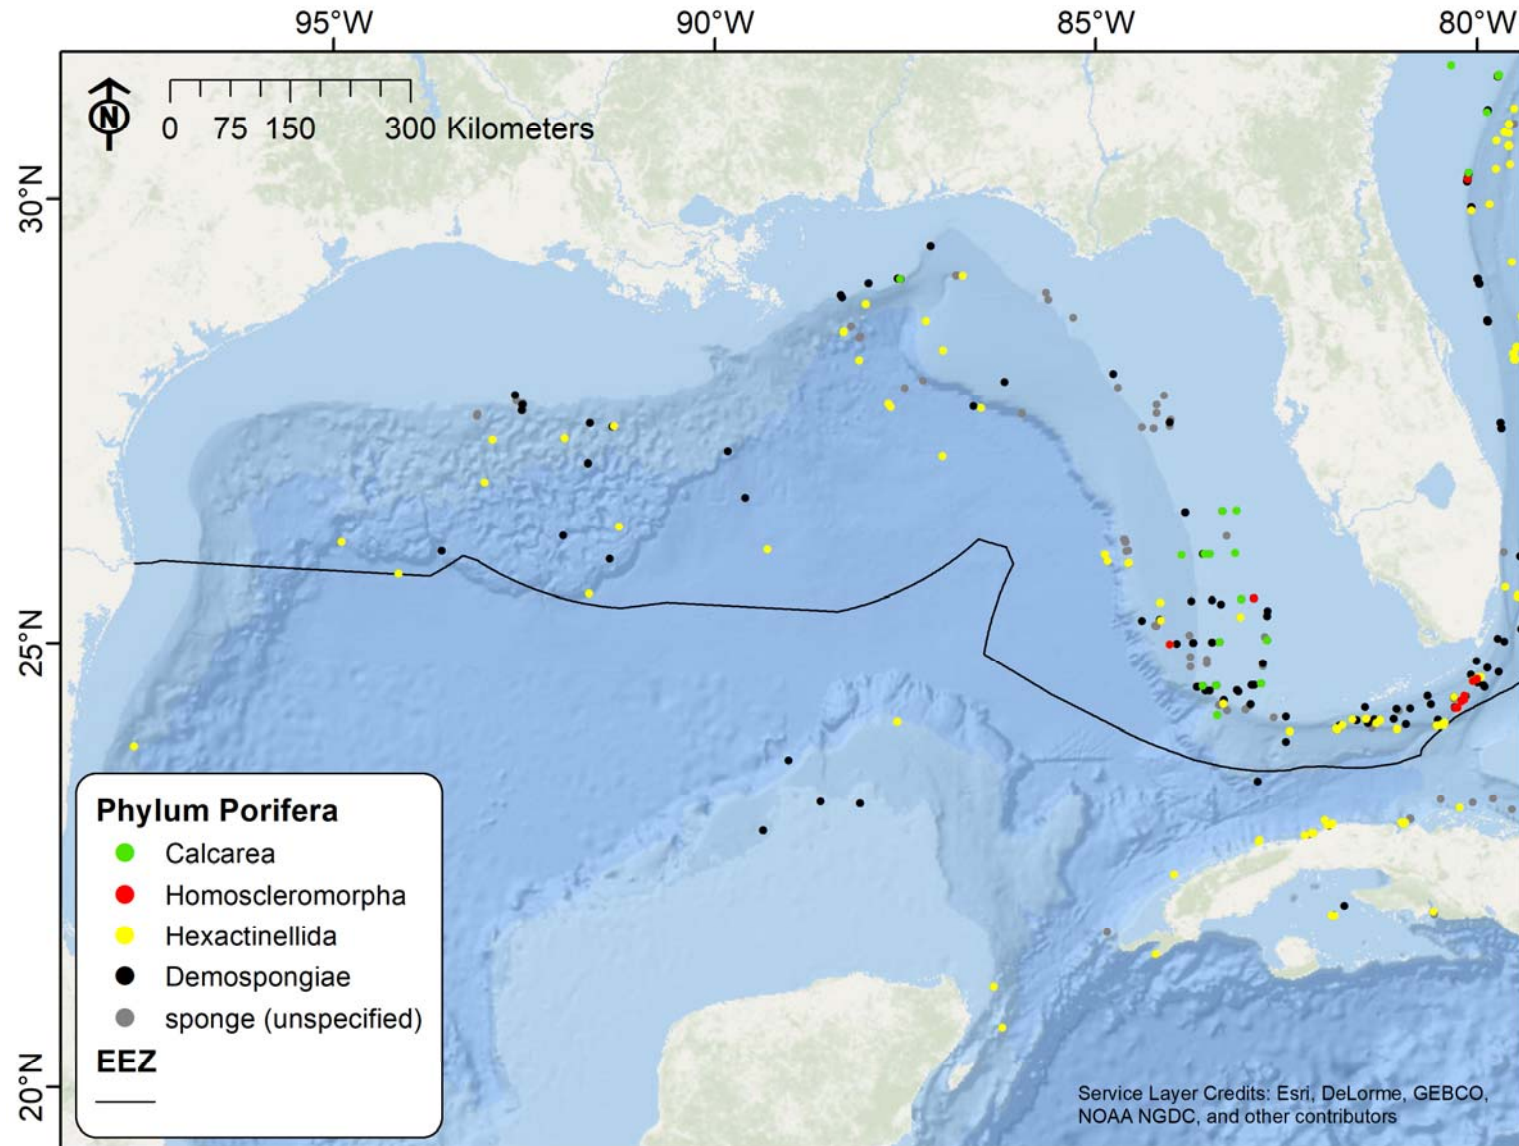 95°W 90°W 85°W 80°W
N
0 75 150 300 Kilometers
30°N
25°N
20°N
Phylum Porifera
Calcarea
Homoscleromorpha
Hexactinellida
Demospongiae
sponge (unspecified)
EEZ
Service Layer Credits: Esri, DeLorme, GEBCO,
NOAA NGDC, and other contributors